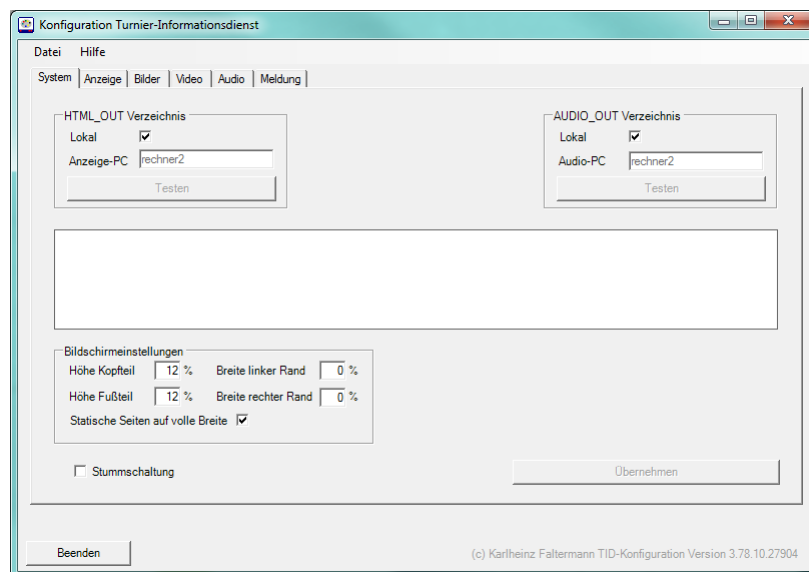 Konfiguration Turnier-Informationsdienst
Datei Hilfe
System Anzeige Bilder Video Audio Meldung
HTML_OUT Verzeichnis
Lokal
Anzeige-PC rechner2
Testen
AUDIO_OUT Verzeichnis
Lokal
Audio-PC rechner2
Testen
Bildschirmeinstellungen
Höhe Kopfteil 12 % Breite linker Rand 0 %
Höhe Fußteil 12 % Breite rechter Rand 0 %
Statische Seiten auf volle Breite
Stummschaltung
Übernehmen
Beenden
(c) Karlheinz Faltermann TID-Konfiguration Version 3.78.10.27904